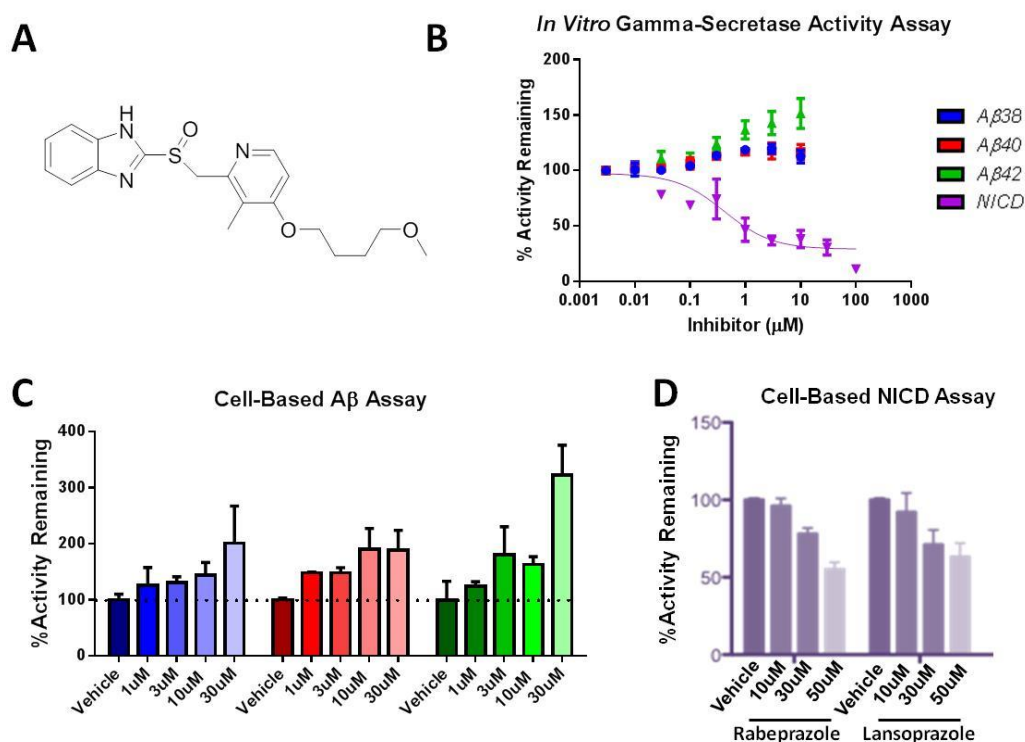 A
H
N
O
S
N
N
O
O
B
In Vitro Gamma-Secretase Activity Assay
% Activity Remaining
200
150
100
50
0
0.001 0.01 0.1 1 10 100 1000
Inhibitor (μM)
Aβ38
Aβ40
Aβ42
NICD
C
Cell-Based Aβ Assay
%Activity Remaining
400
300
200
100
0
Vehicle 1uM 3uM 10uM 30uM Vehicle 1uM 3uM 10uM 30uM Vehicle 1uM 3uM 10uM 30uM
D
Cell-Based NICD Assay
%Activity Remaining
150
100
50
0
Vehicle 10uM 30uM 50uM Vehicle 10uM 30uM 50uM
Rabeprazole Lansoprazole